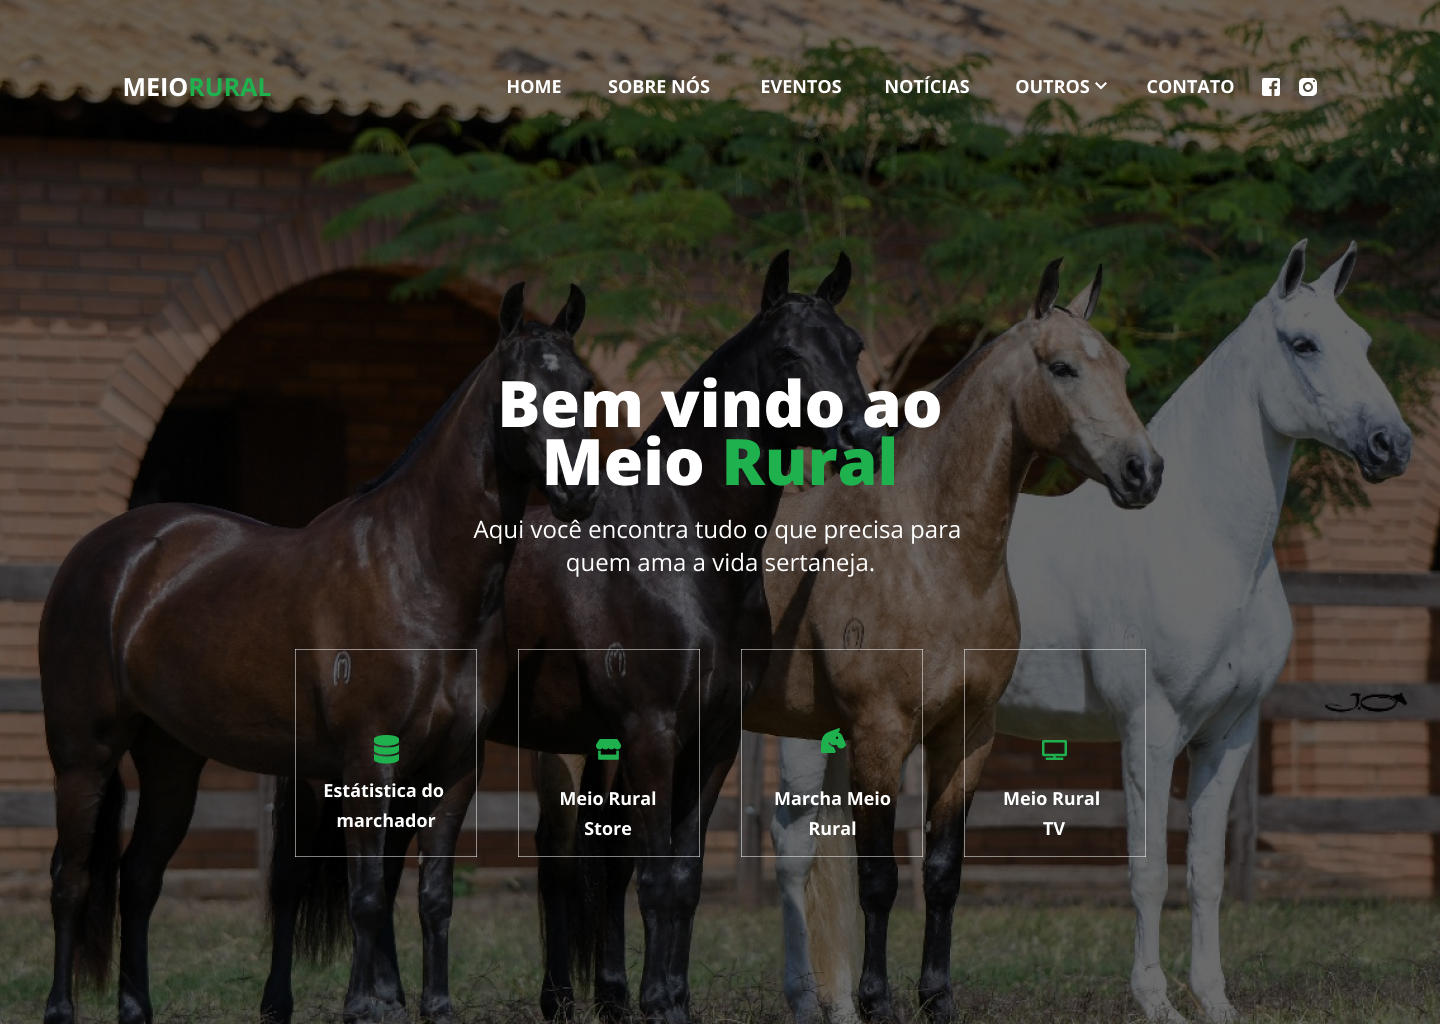 MEIORURAL
HOME
SOBRE NÓS
EVENTOS
NOTÍCIAS
OUTROS
CONTATO
Bem vindo ao
Meio Rural
Aqui você encontra tudo o que precisa para
quem ama a vida sertaneja.
Estátistica do
marchador
Meio Rural
Store
Marcha Meio
Rural
Meio Rural
TV